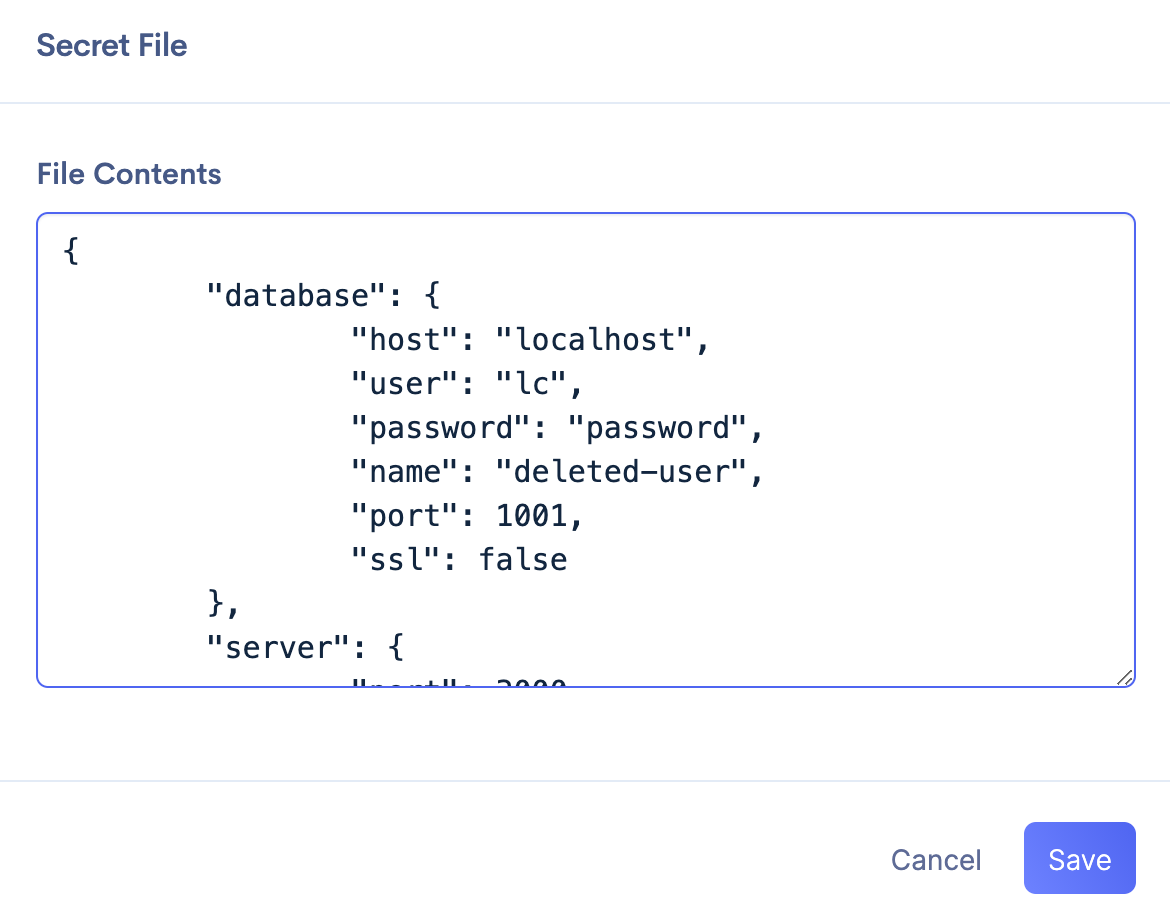 Secret File
File Contents
{
"database": {
"host": "localhost",
"user": "lc",
"password": "password",
"name": "deleted-user",
"port": 1001,
"ssl": false
},
"server": {
Cancel
Save